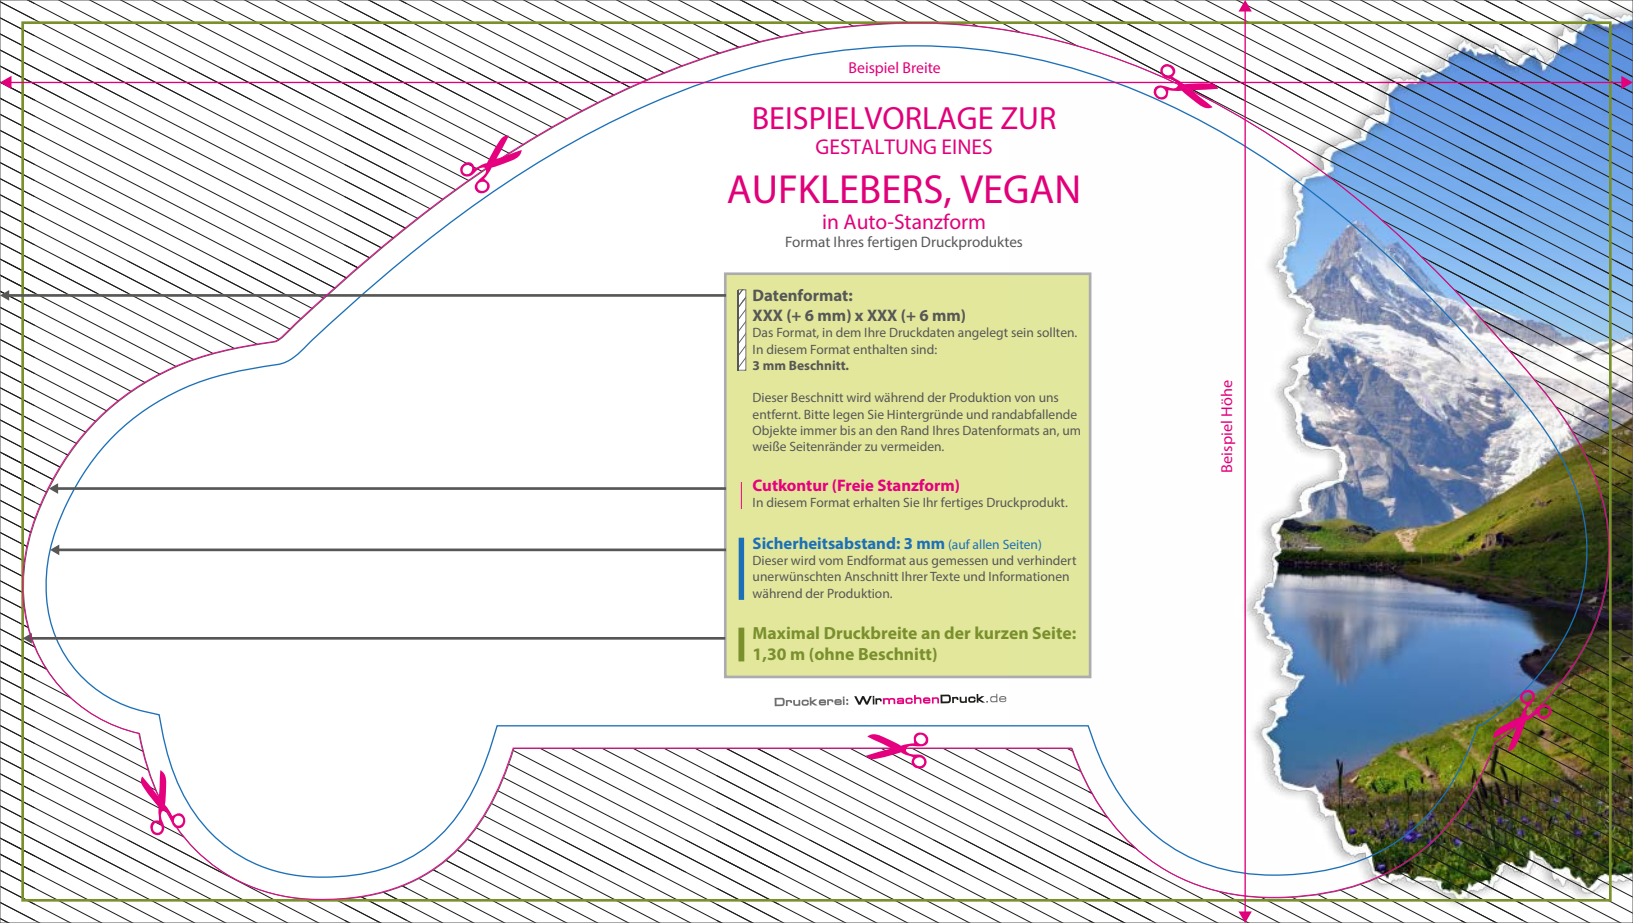 Beispiel Breite
BEISPIELVORLAGE ZUR
GESTALTUNG EINES
AUFKLEBERS, VEGAN
in Auto-Stanzform
Format Ihres fertigen Druckproduktes
Datenformat:
XXX (+ 6 mm) x XXX (+ 6 mm)
Das Format, in dem Ihre Druckdaten angelegt sein sollten.
In diesem Format enthalten sind:
3 mm Beschnitt.
Dieser Beschnitt wird während der Produktion von uns
entfernt. Bitte legen Sie Hintergründe und randabfallende
Objekte immer bis an den Rand Ihres Datenformats an, um
weiße Seitenränder zu vermeiden.
Cutkontur (Freie Stanzform)
In diesem Format erhalten Sie Ihr fertiges Druckprodukt.
Sicherheitsabstand: 3 mm (auf allen Seiten)
Dieser wird vom Endformat aus gemessen und verhindert
unerwünschten Anschnitt Ihrer Texte und Informationen
während der Produktion.
Maximal Druckbreite an der kurzen Seite:
1,30 m (ohne Beschnitt)
Druckerei: WirmachenDruck.de
Beispiel Höhe